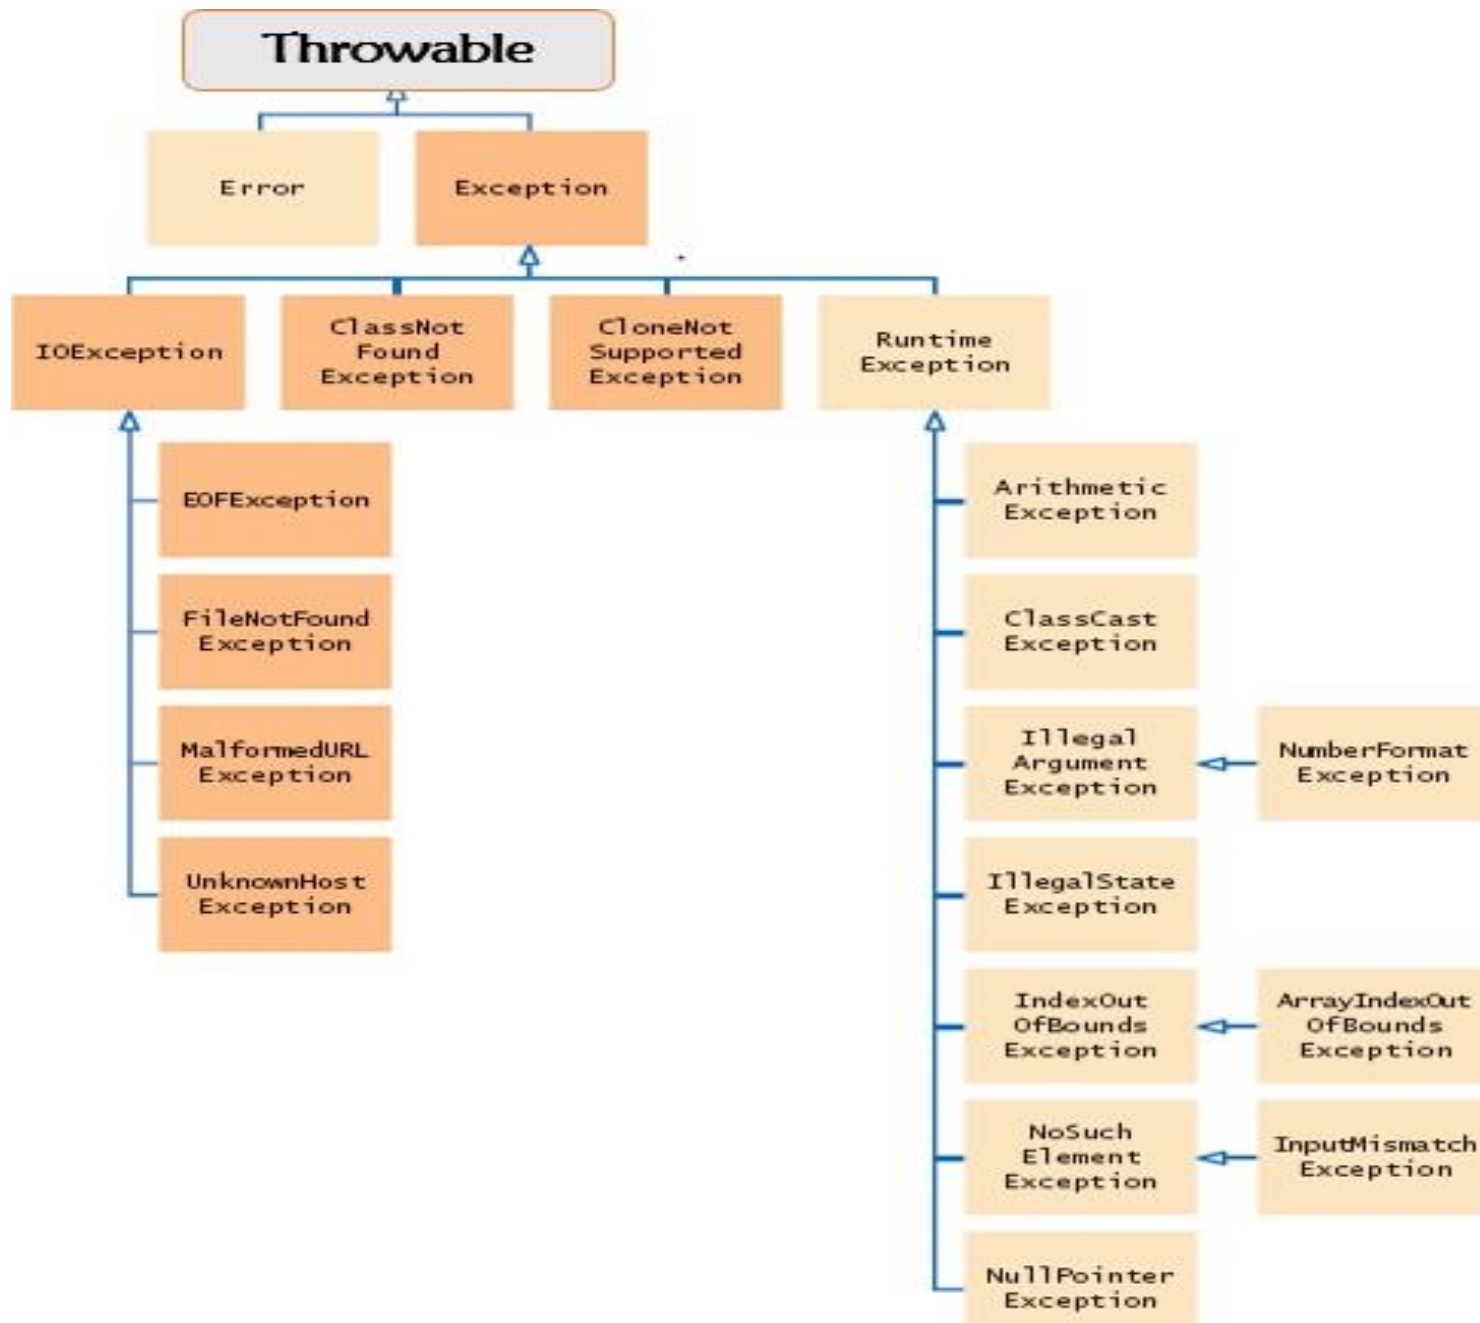 Throwable
Error
Exception
IOException
ClassNot
Found
Exception
CloneNot
Supported
Exception
Runtime
Exception
EOFException
FileNotFound
Exception
MalformedURL
Exception
UnknownHost
Exception
Arithmetic
Exception
ClassCast
Exception
Illegal
Argument
Exception
NumberFormat
Exception
IllegalState
Exception
IndexOut
OfBounds
Exception
ArrayIndexOut
OfBounds
Exception
NoSuch
Element
Exception
InputMismatch
Exception
NullPointer
Exception